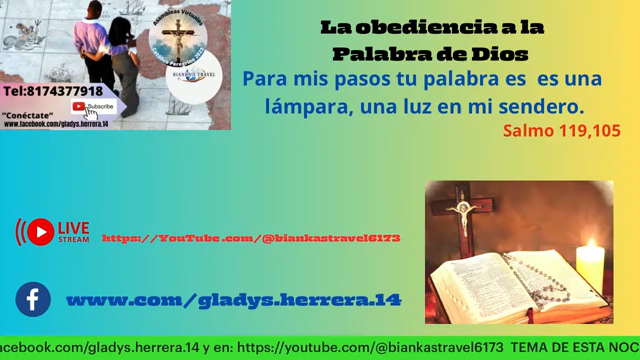 La obediencia a la
Palabra de Dios
Para mis pasos tu palabra es  es una
lámpara, una luz en mi sendero.
Salmo 119,105
Asambleas Virtuales
BIANKAS TRAVEL
Tel:8174377918
Subscribe
"Conéctate"
www.facebook.com/gladys.herrera.14
LIVE
STREAM
https://YouTube.com/@biankastravel6173
www.com/gladys.herrera.14
acebook.com/gladys.herrera.14 y en: https://youtube.com/@biankastravel6173  TEMA DE ESTA NOC